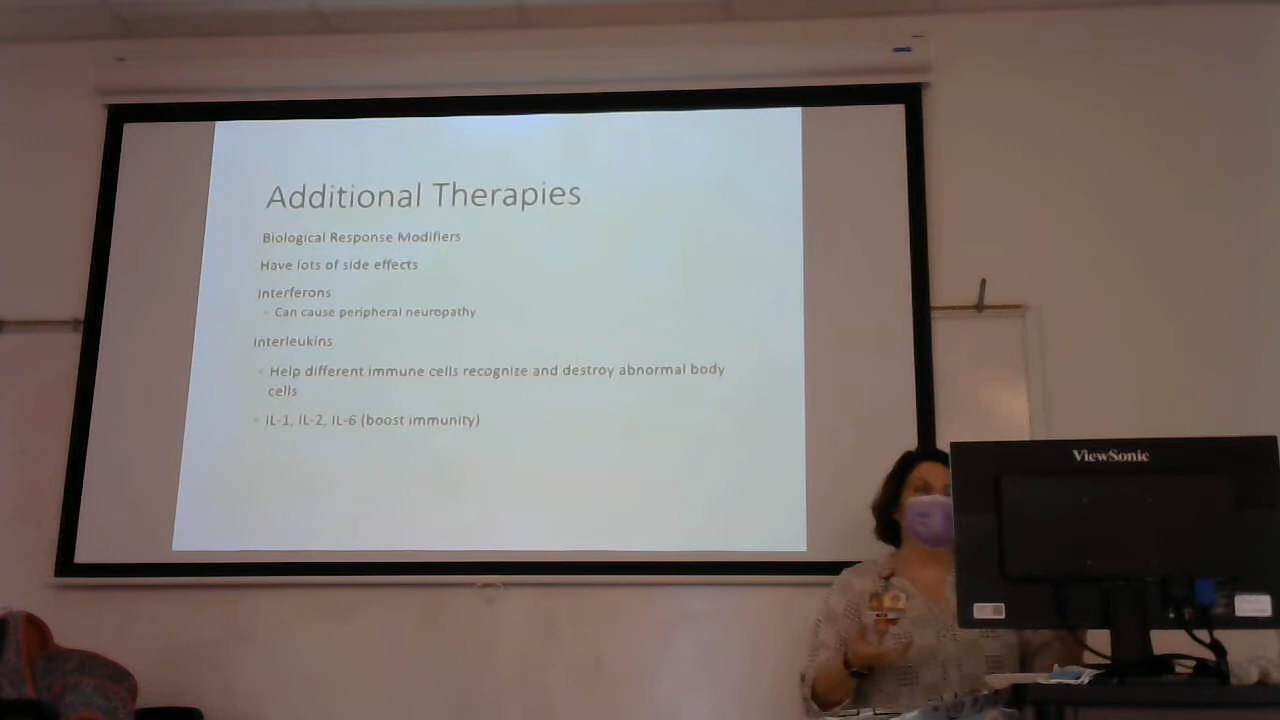 Additional Therapies
Biological Response Modifiers
Have lots of side effects
Interferons
Can cause peripheral neuropathy
Interleukins
Help different immune cells recognize and destroy abnormal body
cells
IL-1, IL-2, IL-6 (boost immunity)
ViewSonic